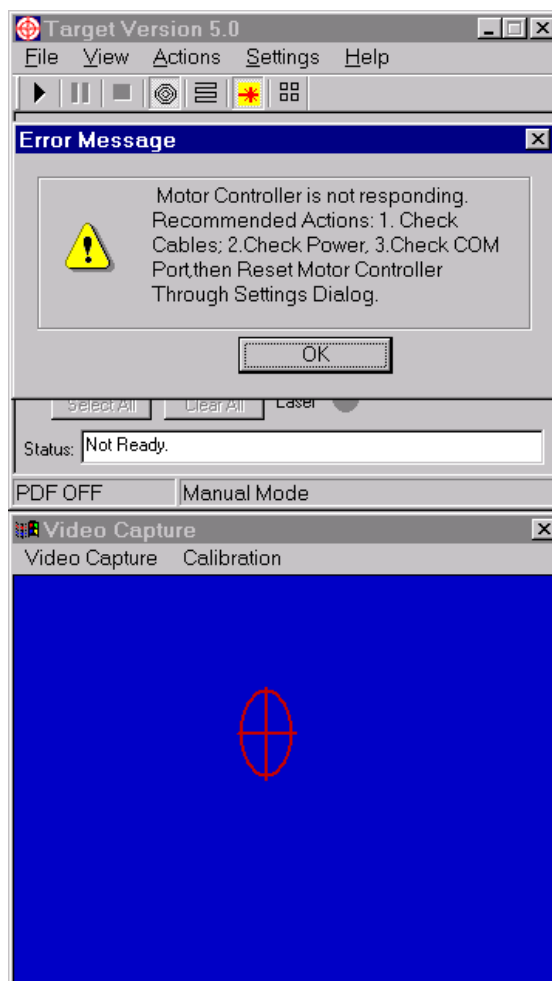 Target Version 5.0
File View Actions Settings Help
Error Message
Motor Controller is not responding.
Recommended Actions: 1. Check
Cables; 2.Check Power, 3.Check COM
Port,then Reset Motor Controller
Through Settings Dialog.
OK
Select All Clear All Laser
Status: Not Ready.
PDF OFF Manual Mode
Video Capture
Video Capture Calibration